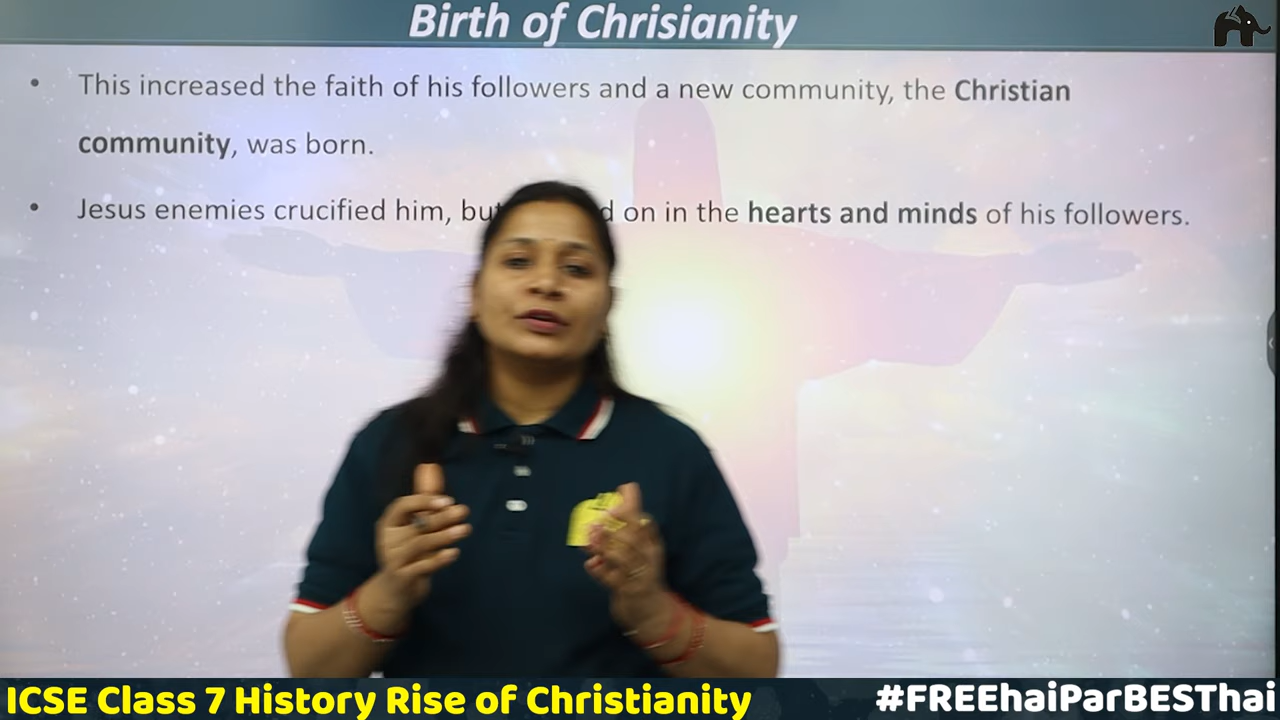 Birth of Chrisianity
• This increased the faith of his followers and a new community, the Christian
community, was born.
• Jesus enemies crucified him, but on in the hearts and minds of his followers.
ICSE Class 7 History Rise of Christianity
#FREEhaiParBESThai